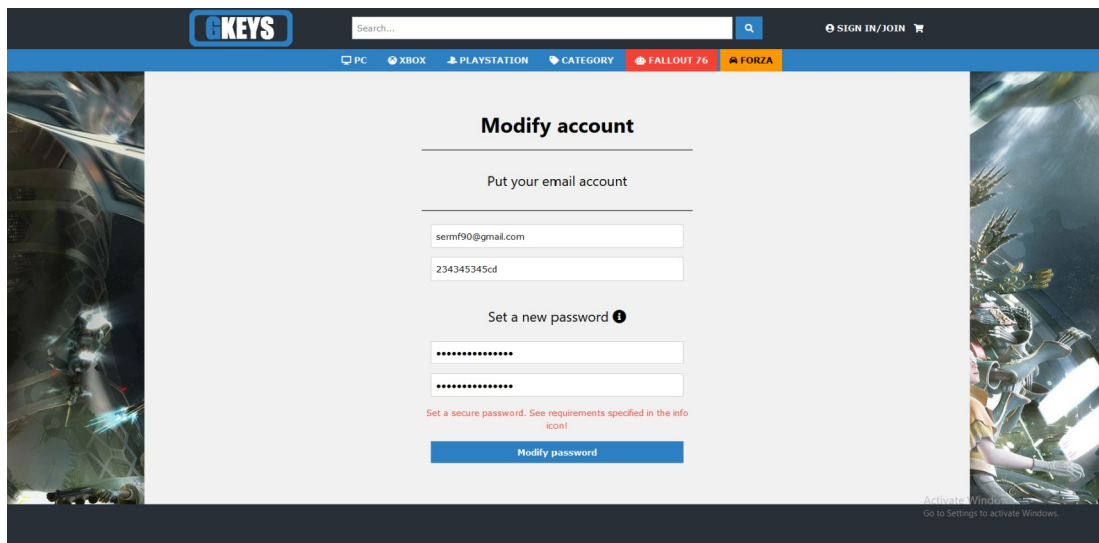 GKEYS
Search...
SIGN IN/JOIN
PC XBOX PLAYSTATION CATEGORY FALLOUT 76 FORZA
Modify account
Put your email account
sermf90@gmail.com
234345345cd
Set a new password
•••••••••••••••
•••••••••••••••
Set a secure password. See requirements specified in the info
icon!
Modify password
Activate Windows
Go to Settings to activate Windows.